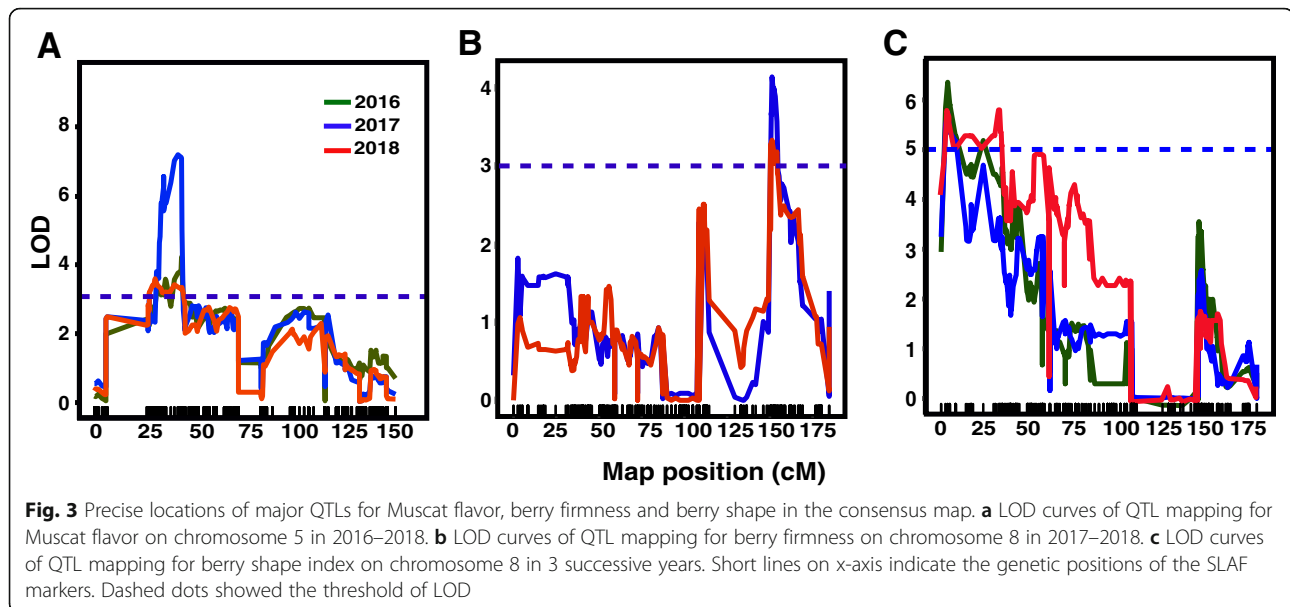 A
B
C
2016
2017
2018
LOD
8
6
4
2
0
0 25 50 75 100 125 150
4
3
2
1
0
0 25 50 75 100 150 175
6
5
4
3
2
1
0
0 25 50 75 100 125 150 175
Map position (cM)
Fig. 3 Precise locations of major QTLs for Muscat flavor, berry firmness and berry shape in the consensus map. a LOD curves of QTL mapping for
Muscat flavor on chromosome 5 in 2016–2018. b LOD curves of QTL mapping for berry firmness on chromosome 8 in 2017–2018. c LOD curves
of QTL mapping for berry shape index on chromosome 8 in 3 successive years. Short lines on x-axis indicate the genetic positions of the SLAF
markers. Dashed dots showed the threshold of LOD